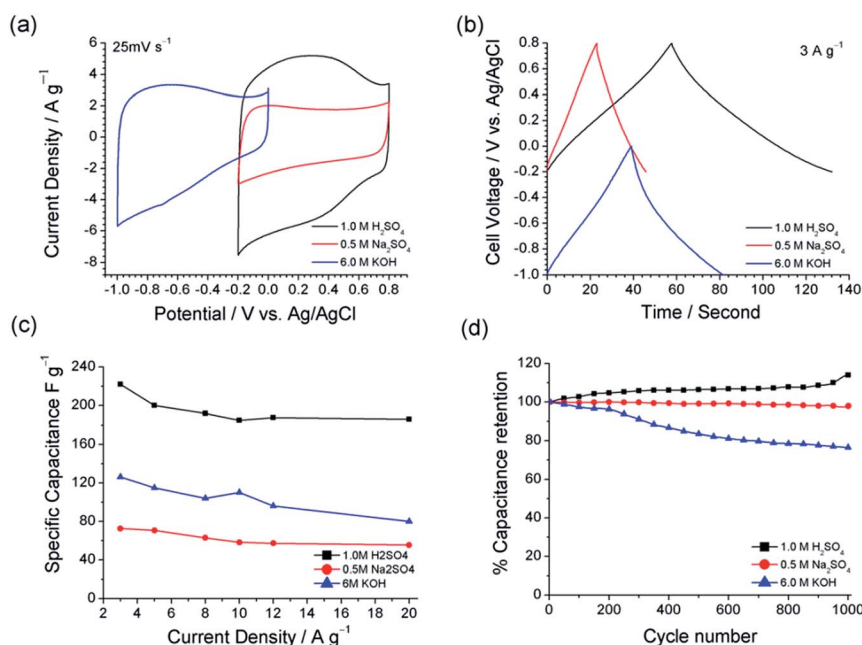 (a)
25mV s⁻¹
Current Density / A g⁻¹
6
4
2
0
-2
-4
-6
-8
-1.0 -0.8 -0.6 -0.4 -0.2 0.0 0.2 0.4 0.6 0.8
Potential / V vs. Ag/AgCl
1.0 M H₂SO₄
0.5 M Na₂SO₄
6.0 M KOH
(b)
3 A g⁻¹
Cell Voltage / V vs. Ag/AgCl
0.8
0.6
0.4
0.2
0.0
-0.2
-0.4
-0.6
-0.8
-1.0
0 20 40 60 80 100 120 140
Time / Second
1.0 M H₂SO₄
0.5 M Na₂SO₄
6.0 M KOH
(c)
Specific Capacitance F g⁻¹
240
200
160
120
80
40
0
2 4 6 8 10 12 14 16 18 20
Current Density / A g⁻¹
1.0M H2SO4
0.5M Na2SO4
6M KOH
(d)
% Capacitance retention
120
100
80
60
40
20
0
0 200 400 600 800 1000
Cycle number
1.0 M H₂SO₄
0.5 M Na₂SO₄
6.0 M KOH